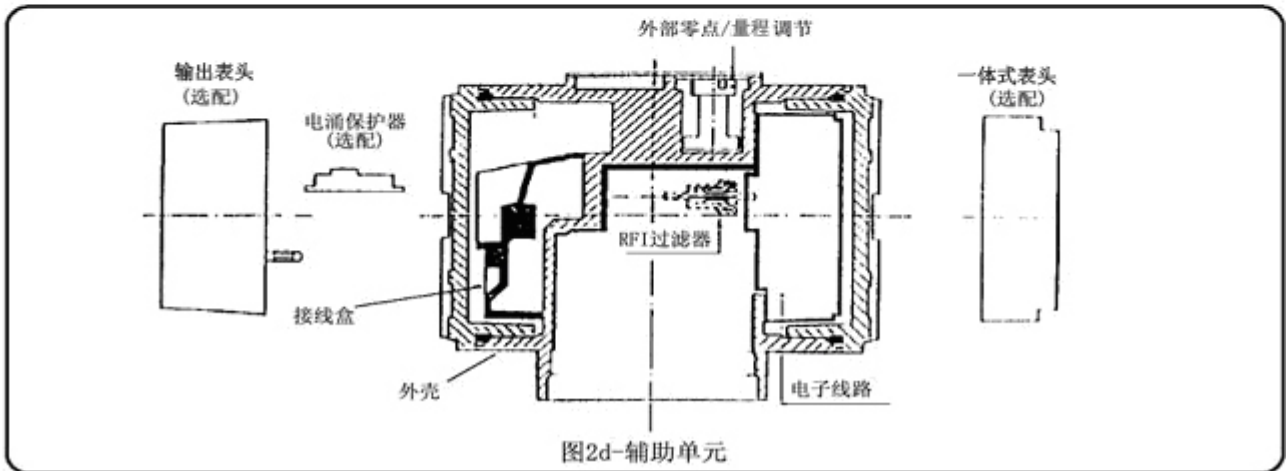 外部零点/量程调节
输出表头
(选配)
一体式表头
(选配)
电涌保护器
(选配)
RFI过滤器
接线盒
外壳
电子线路
图2d-辅助单元